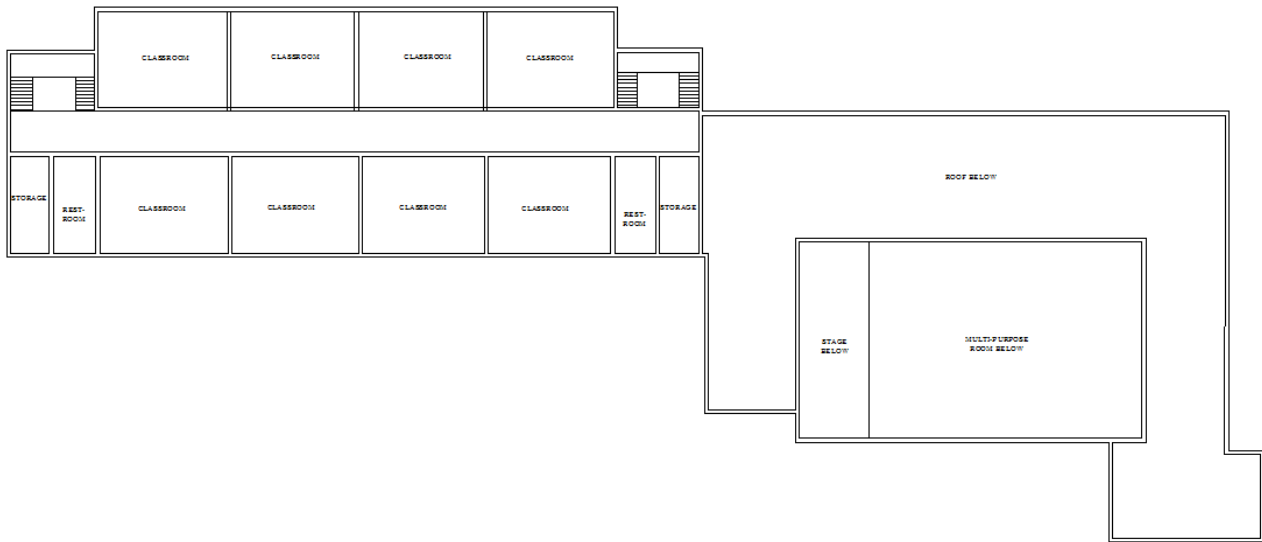 CLASSROOM
CLASSROOM
CLASSROOM
CLASSROOM
STORAGE
REST-
ROOM
CLASSROOM
CLASSROOM
CLASSROOM
CLASSROOM
REST-
ROOM
STORAGE
ROOF BELOW
STAGE
BELOW
MULTI-PURPOSE
ROOM BELOW